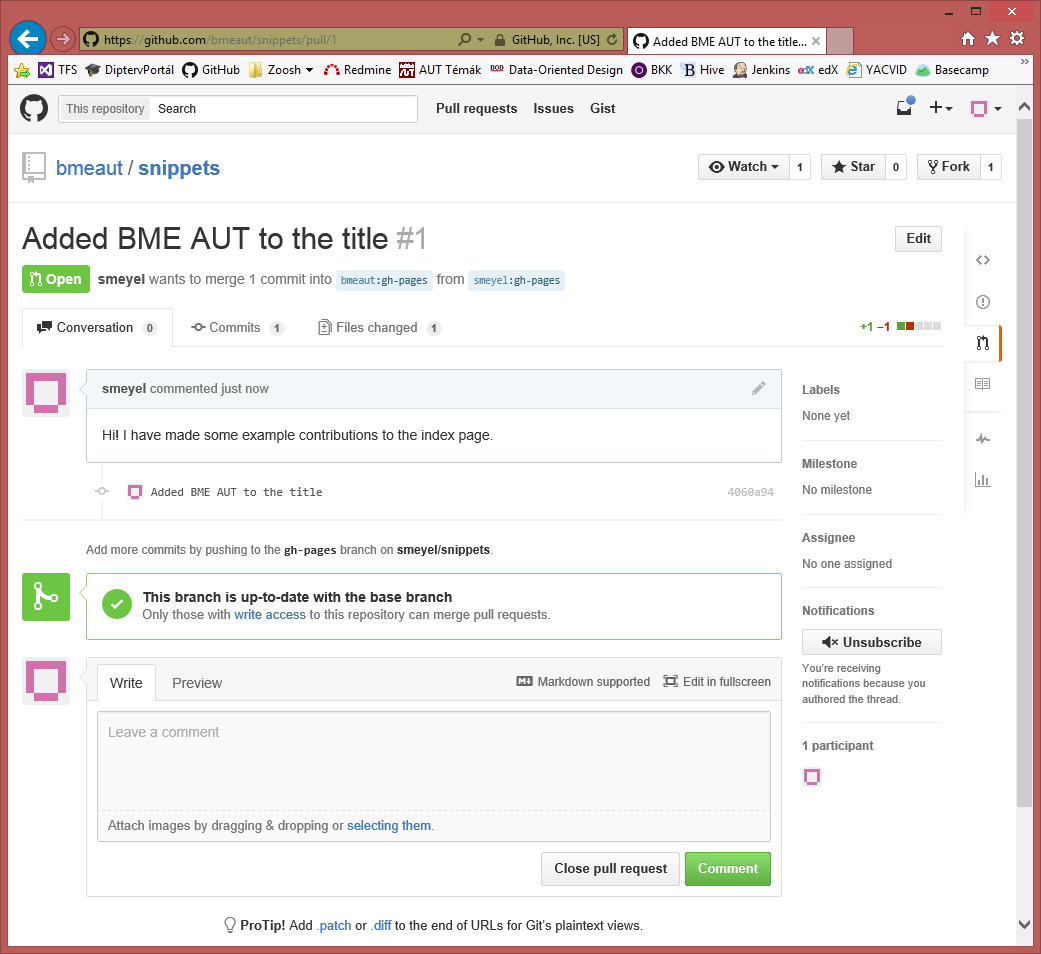 https://github.com/bmeaut/snippets/pull/1 GitHub, Inc. [US] Added BME AUT to the title...
TFS DiptervPortál GitHub Zoosh Redmine AUT Témák Data-Oriented Design BKK Hive Jenkins edX YACVID Basecamp
This repository Search Pull requests Issues Gist
bmeaut / snippets Watch 1 Star 0 Fork 1
Added BME AUT to the title #1 Edit
Open smeyel wants to merge 1 commit into bmeaut:gh-pages from smeyel:gh-pages
Conversation 0 Commits 1 Files changed 1 +1 −1
smeyel commented just now
Hi! I have made some example contributions to the index page.
Added BME AUT to the title 4060a94
Add more commits by pushing to the gh-pages branch on smeyel/snippets.
This branch is up-to-date with the base branch
Only those with write access to this repository can merge pull requests.
Write Preview Markdown supported Edit in fullscreen
Leave a comment
Attach images by dragging & dropping or selecting them.
Close pull request Comment
ProTip! Add .patch or .diff to the end of URLs for Git's plaintext views.
Labels
None yet
Milestone
No milestone
Assignee
No one assigned
Notifications
Unsubscribe
You're receiving
notifications because you
authored the thread.
1 participant